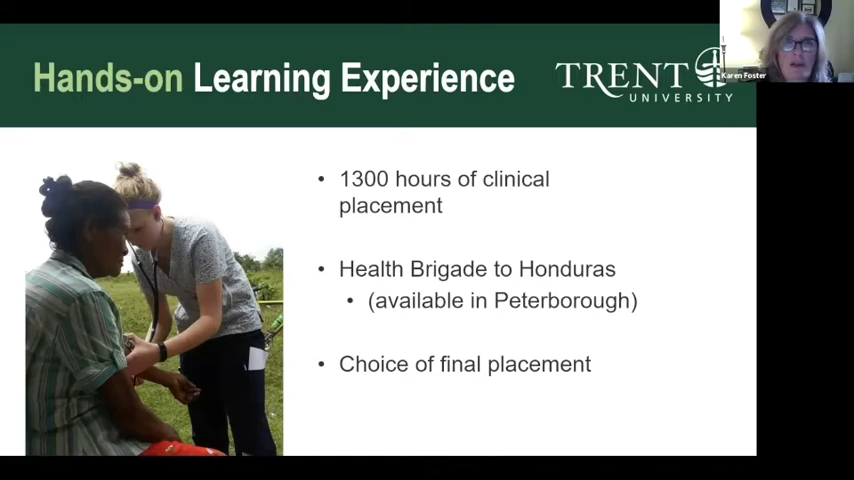 Hands-on Learning Experience
TRENT
UNIVERSITY
Karen Foster
• 1300 hours of clinical
placement
• Health Brigade to Honduras
• (available in Peterborough)
• Choice of final placement